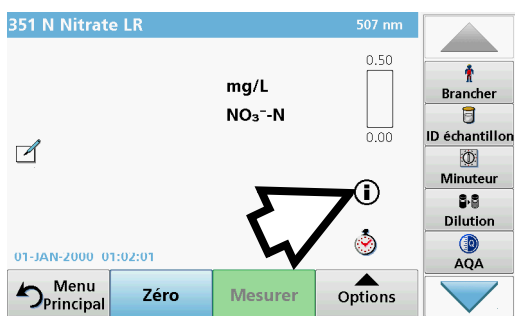 351 N Nitrate LR 507 nm
0.50
mg/L
NO₃⁻-N
0.00
i
01-JAN-2000 01:02:01
Menu
Principal
Zéro
Mesurer
Options
Brancher
ID échantillon
Minuteur
Dilution
AQA